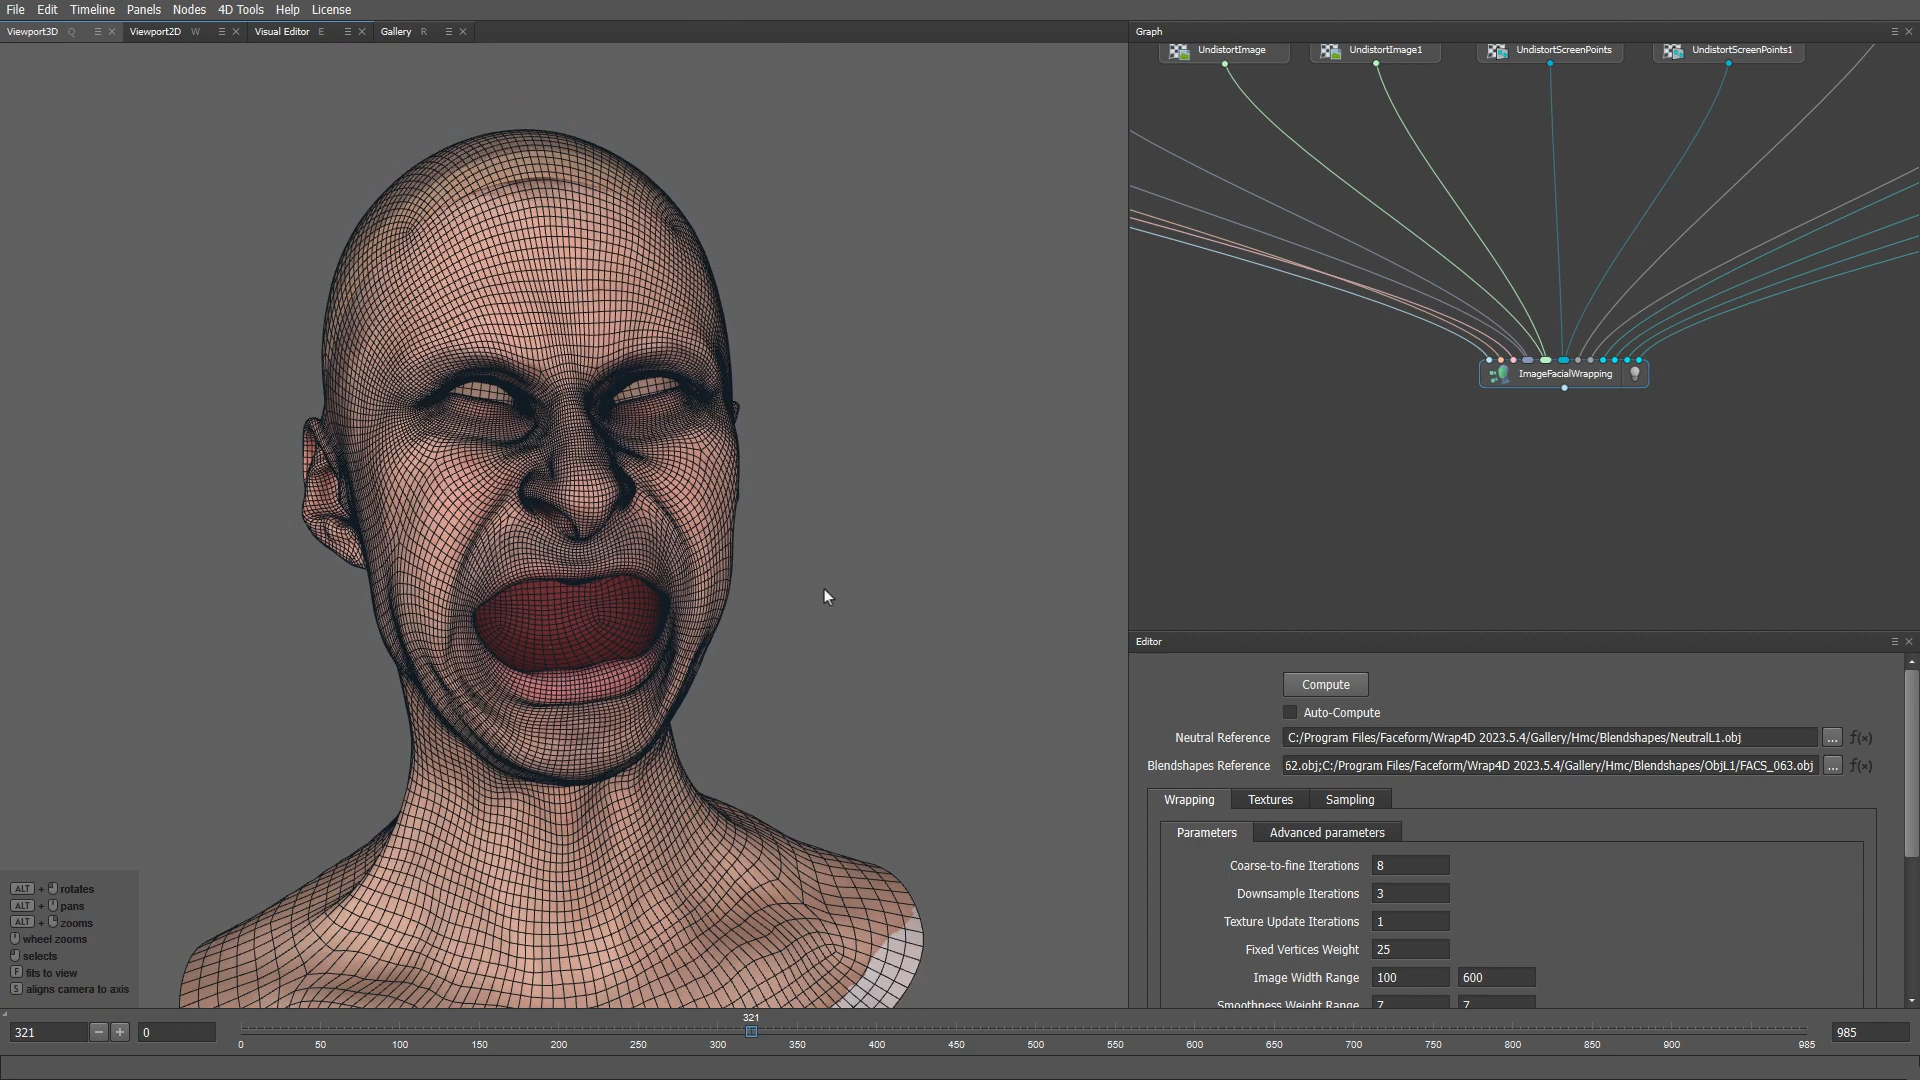 File Edit Timeline Panels Nodes 4D Tools Help License
Viewport3D Q Viewport2D W Visual Editor E Gallery R
Graph
UndistortImage UndistortImage1 UndistortScreenPoints UndistortScreenPoints1
ImageFacialWrapping
Editor
Compute
Auto-Compute
Neutral Reference C:/Program Files/Faceform/Wrap4D 2023.5.4/Gallery/Hmc/Blendshapes/NeutralL1.obj ... f(x)
Blendshapes Reference 62.obj;C:/Program Files/Faceform/Wrap4D 2023.5.4/Gallery/Hmc/Blendshapes/ObjL1/FACS_063.obj ... f(x)
Wrapping Textures Sampling
Parameters Advanced parameters
Coarse-to-fine Iterations 8
Downsample Iterations 3
Texture Update Iterations 1
Fixed Vertices Weight 25
Image Width Range 100 600
Smoothness Weight Range 7 7
ALT + rotates
ALT + pans
ALT + zooms
wheel zooms
selects
F fits to view
S aligns camera to axis
321
321 − + 0 985
0 50 100 150 200 250 300 350 400 450 500 550 600 650 700 750 800 850 900 985